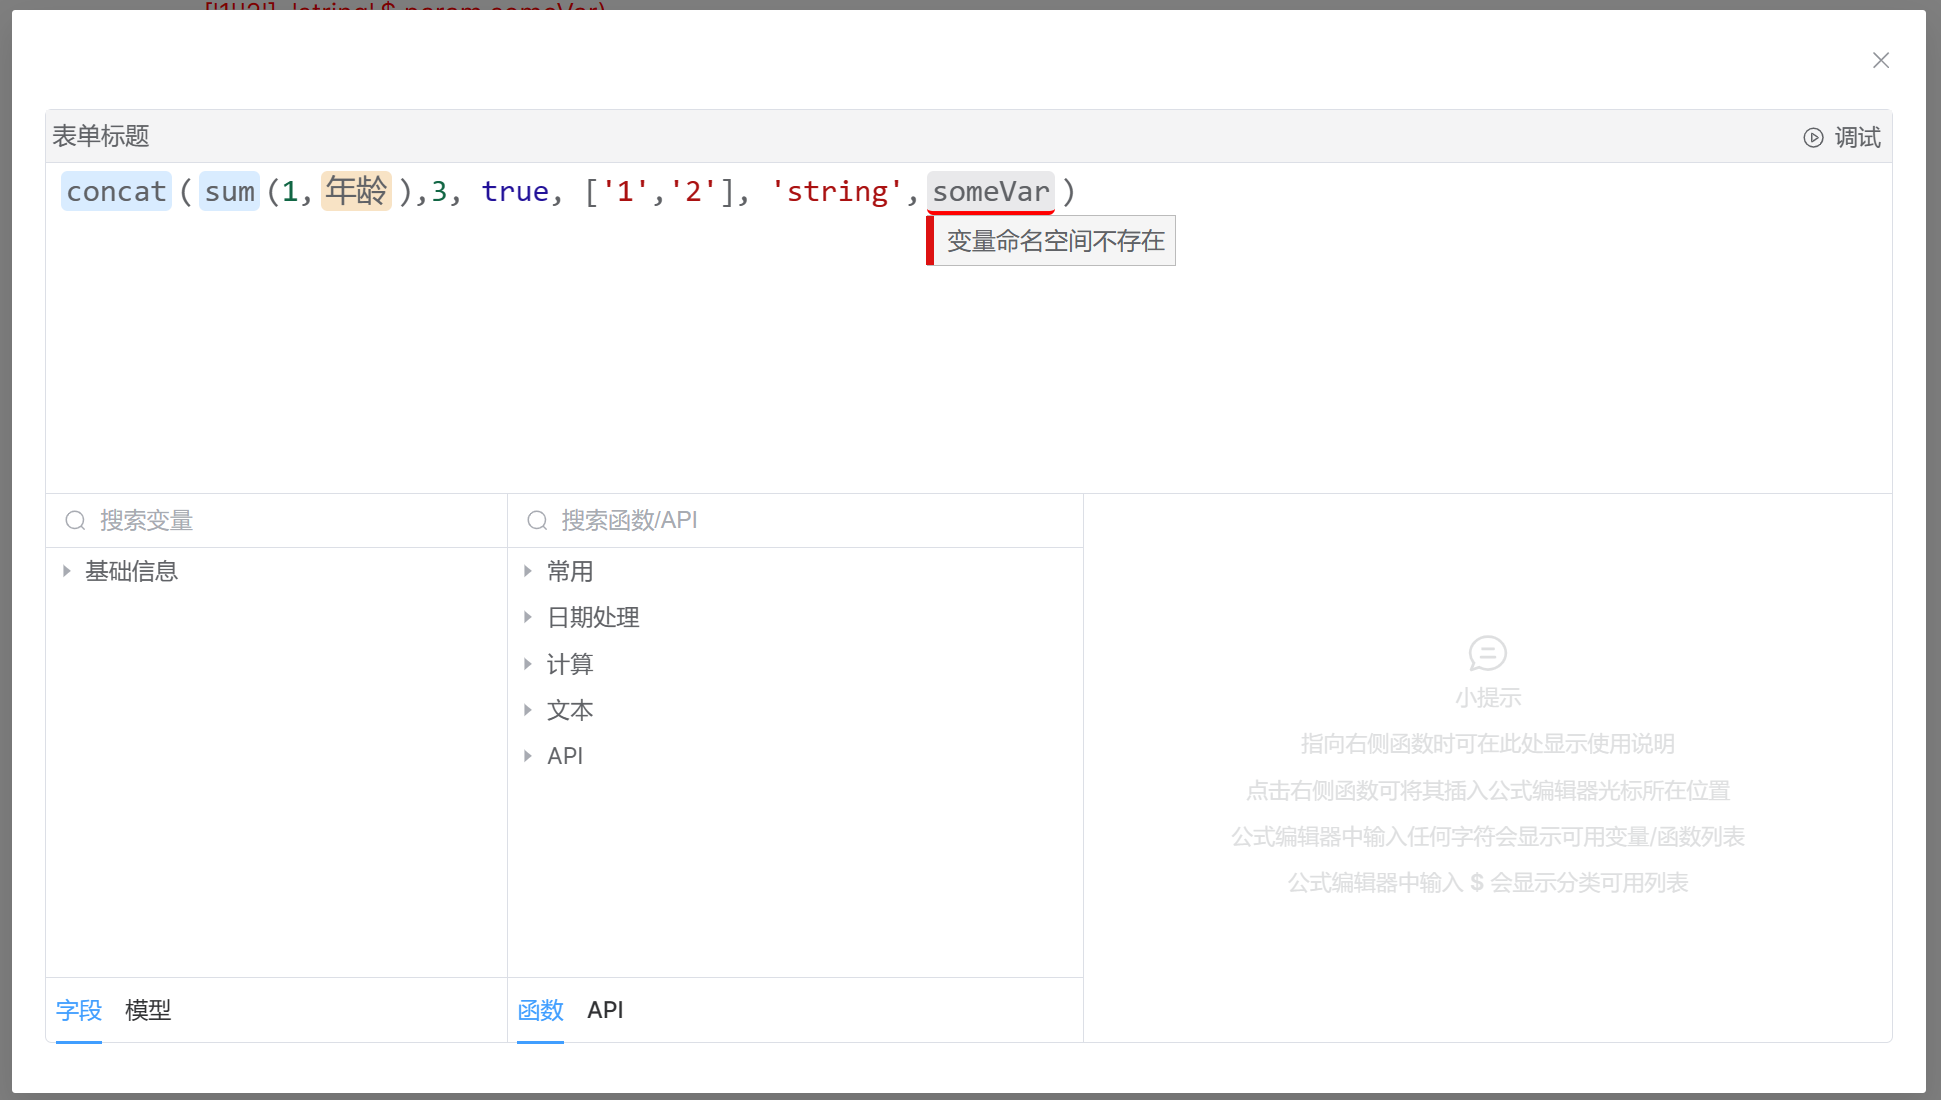 表单标题
调试
concat(sum(1,年龄),3, true, ['1','2'], 'string',someVar)
变量命名空间不存在
搜索变量
搜索函数/API
基础信息
常用
日期处理
计算
文本
API
小提示
指向右侧函数时可在此处显示使用说明
点击右侧函数可将其插入公式编辑器光标所在位置
公式编辑器中输入任何字符会显示可用变量/函数列表
公式编辑器中输入 $ 会显示分类可用列表
字段 模型
函数 API